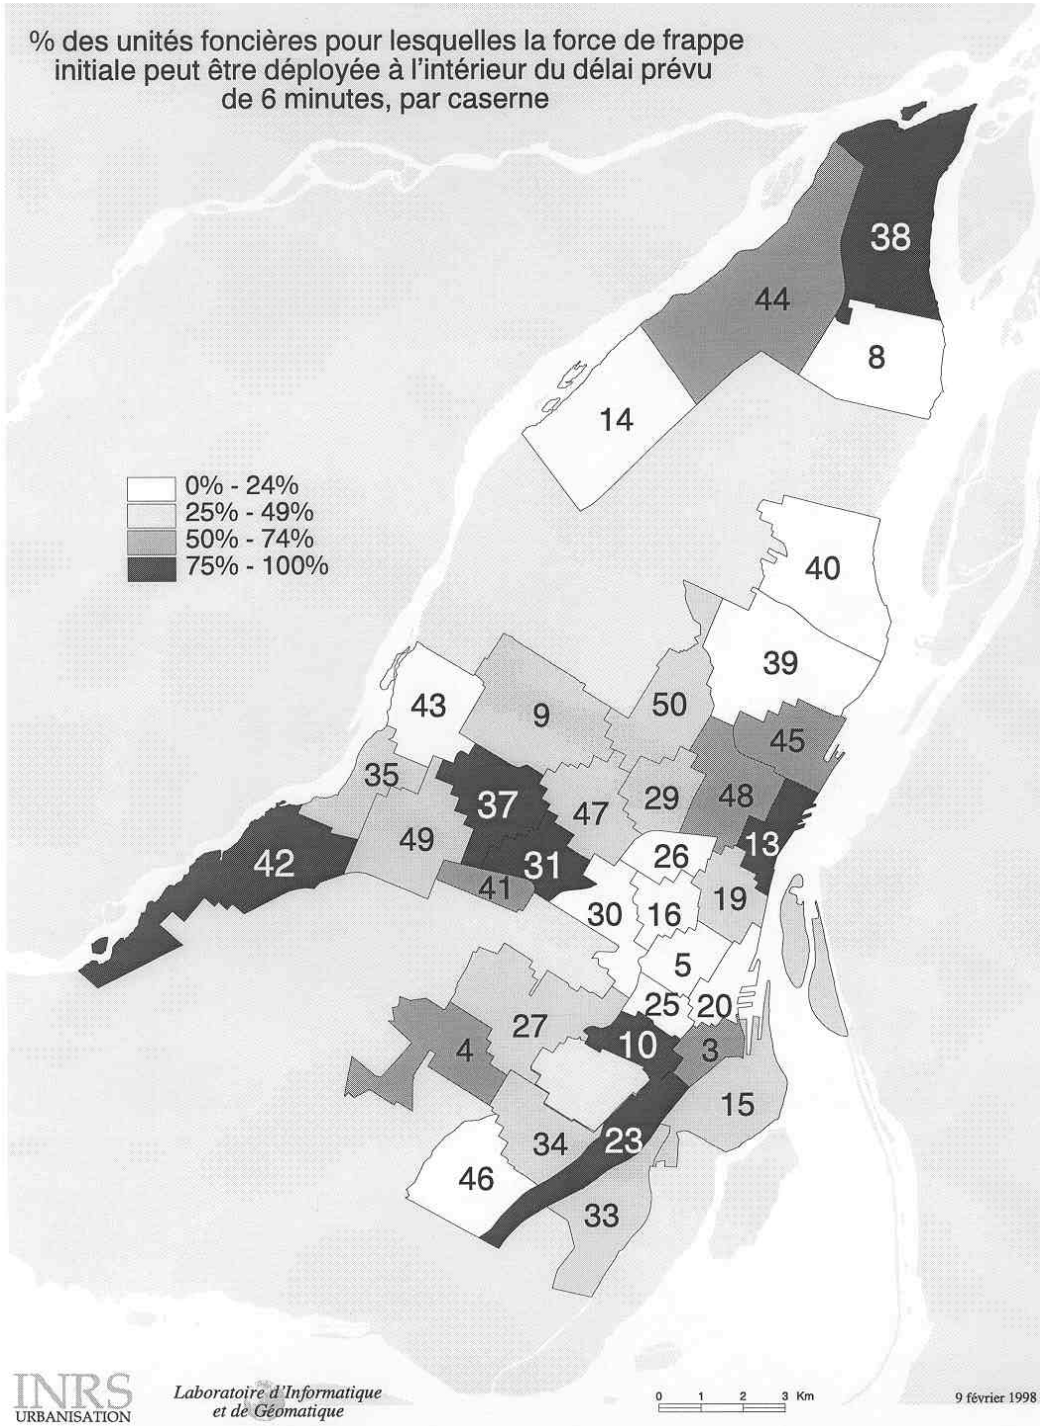 % des unités foncières pour lesquelles la force de frappe
initiale peut être déployée à l'intérieur du délai prévu
de 6 minutes, par caserne
38
44
8
14
0% - 24%
25% - 49%
50% - 74%
75% - 100%
40
39
43
9
50
45
35
37
47
29
48
49
42
31
41
26
13
30
16
19
5
25
20
27
10
4
3
15
34
23
46
33
INRS
URBANISATION
Laboratoire d'Informatique
et de Géomatique
0 1 2 3 Km
9 février 1998